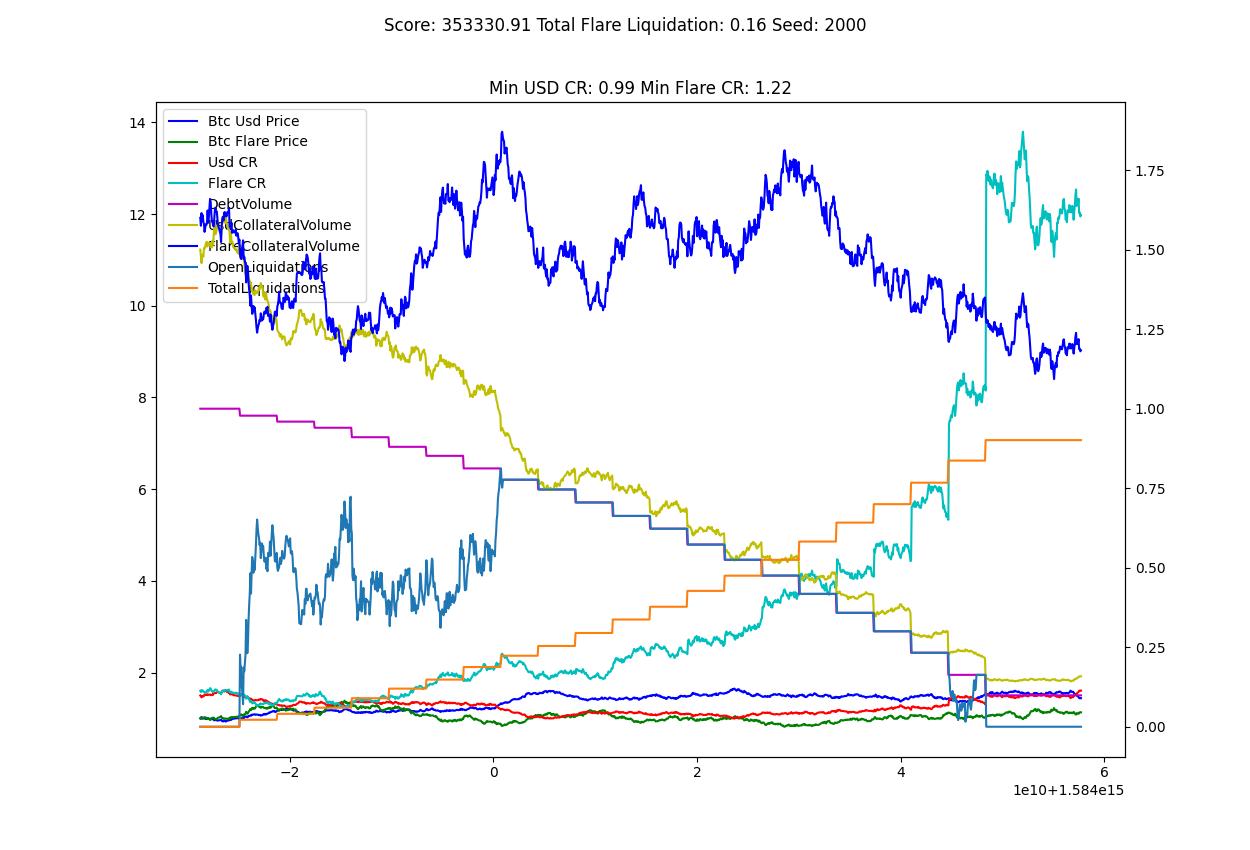 Score: 353330.91 Total Flare Liquidation: 0.16 Seed: 2000
Min USD CR: 0.99 Min Flare CR: 1.22
Btc Usd Price
Btc Flare Price
Usd CR
Flare CR
DebtVolume
UsdCollateralVolume
FlareCollateralVolume
OpenLiquidations
TotalLiquidations
14
12
10
8
6
4
2
1.75
1.50
1.25
1.00
0.75
0.50
0.25
0.00
−2
0
2
4
6
1e10+1.584e15